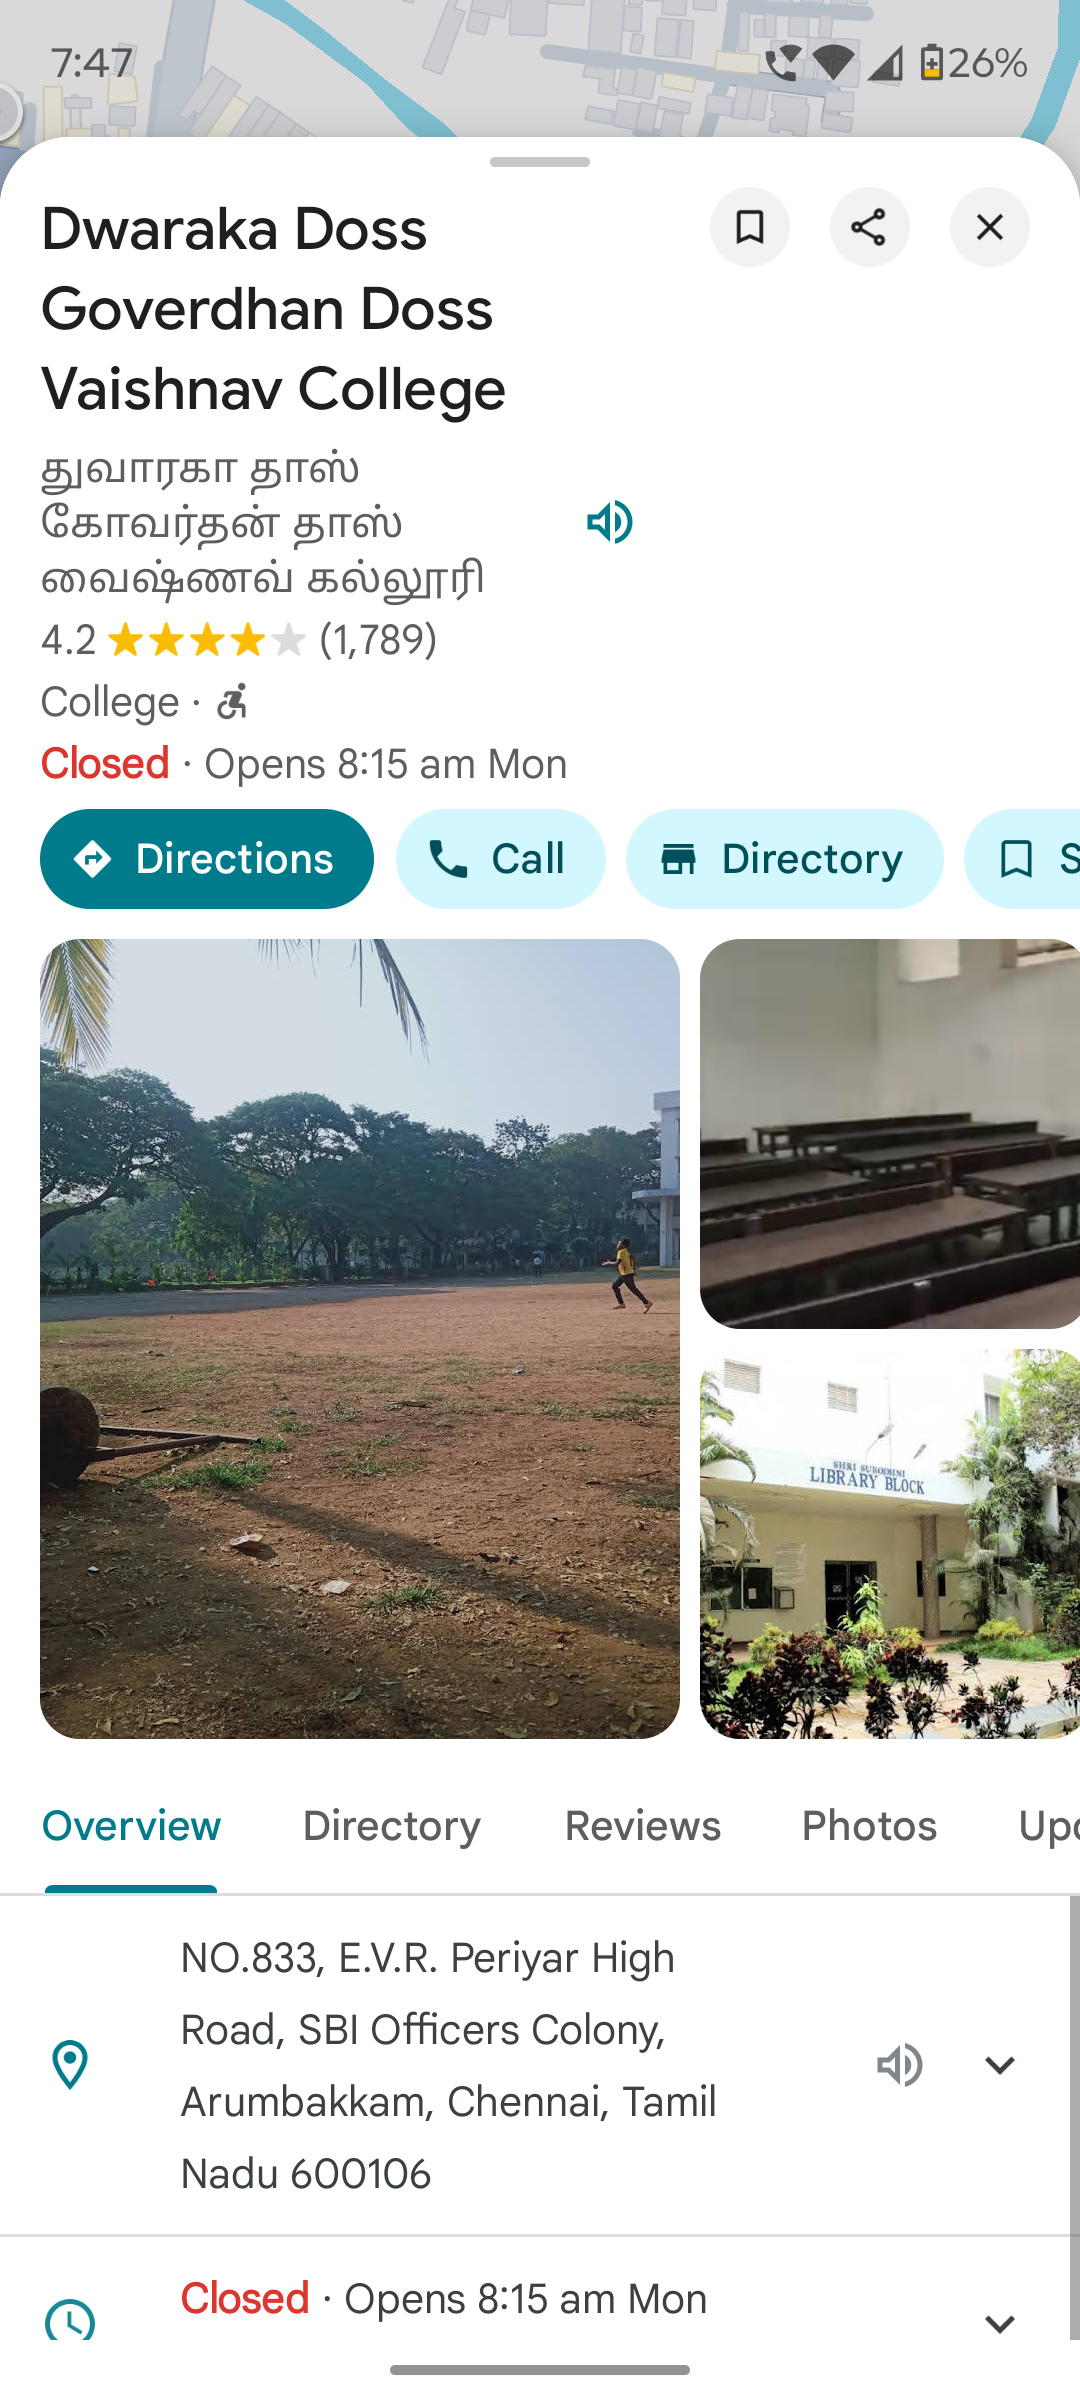 7:47
26%
Dwaraka Doss
Goverdhan Doss
Vaishnav College
துவாரகா தாஸ்
கோவர்தன் தாஸ்
வைஷ்ணவ் கல்லூரி
4.2 (1,789)
College ·
Closed · Opens 8:15 am Mon
Directions
Call
Directory
S
SHRI SUBODHNI
LIBRARY BLOCK
Overview
Directory
Reviews
Photos
Upd
NO.833, E.V.R. Periyar High
Road, SBI Officers Colony,
Arumbakkam, Chennai, Tamil
Nadu 600106
Closed · Opens 8:15 am Mon